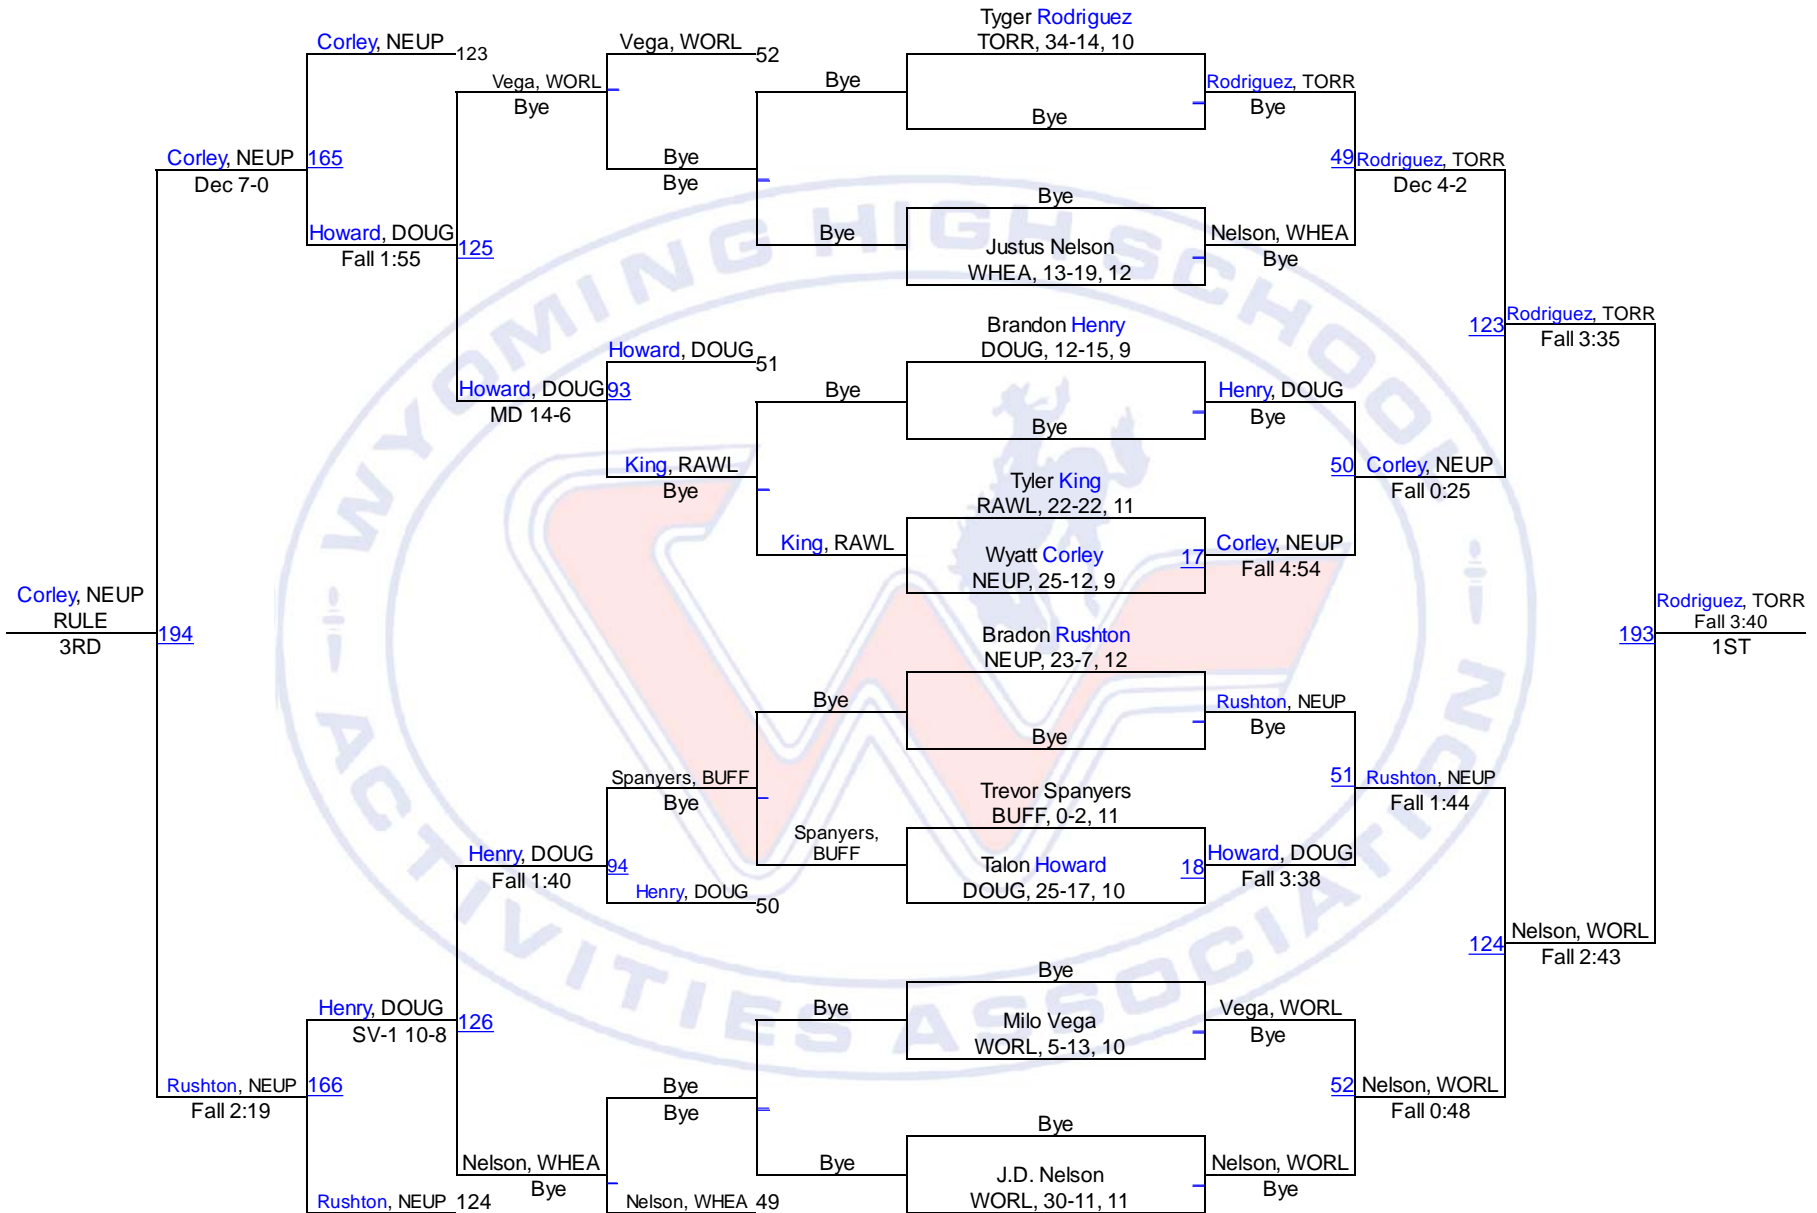 Tyger Rodriguez
TORR, 34-14, 10
Corley, NEUP 123
Vega, WORL 52
Vega, WORL
Bye
Bye
Rodriguez, TORR
Bye
Bye
Corley, NEUP 165
Dec 7-0
Bye
Bye
49 Rodriguez, TORR
Dec 4-2
Bye
Howard, DOUG 125
Fall 1:55
Bye
Justus Nelson
WHEA, 13-19, 12
Nelson, WHEA
Bye
WYOMING HIGH SCHOOL
ACTIVITIES ASSOCIATION
W
Brandon Henry
DOUG, 12-15, 9
123 Rodriguez, TORR
Fall 3:35
Howard, DOUG 51
Howard, DOUG 93
MD 14-6
Bye
Henry, DOUG
Bye
Bye
King, RAWL
Bye
Tyler King
RAWL, 22-22, 11
50 Corley, NEUP
Fall 0:25
King, RAWL
Wyatt Corley
NEUP, 25-12, 9
17 Corley, NEUP
Fall 4:54
Corley, NEUP
RULE
3RD
194
Bradon Rushton
NEUP, 23-7, 12
193
Rodriguez, TORR
Fall 3:40
1ST
Bye
Rushton, NEUP
Bye
Bye
Spanyers, BUFF
Bye
Trevor Spanyers
BUFF, 0-2, 11
51 Rushton, NEUP
Fall 1:44
Spanyers,
BUFF
Henry, DOUG 94
Fall 1:40
Talon Howard
DOUG, 25-17, 10
18 Howard, DOUG
Fall 3:38
Henry, DOUG 50
124 Nelson, WORL
Fall 2:43
Bye
Henry, DOUG 126
SV-1 10-8
Bye
Milo Vega
WORL, 5-13, 10
Vega, WORL
Bye
Rushton, NEUP 166
Fall 2:19
Bye
Bye
52 Nelson, WORL
Fall 0:48
Bye
Nelson, WHEA
Bye
Bye
J.D. Nelson
WORL, 30-11, 11
Nelson, WORL
Bye
Rushton, NEUP 124
Nelson, WHEA 49